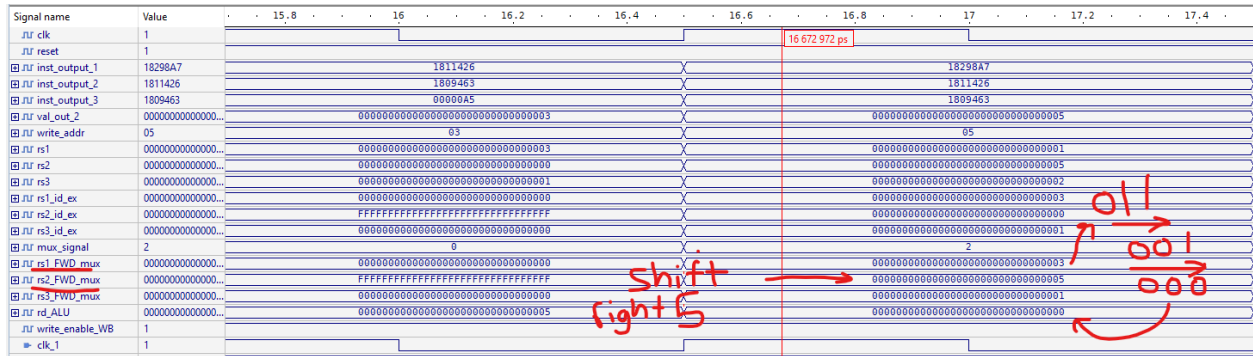 Signal name Value 15.8 16 16.2 16.4 16.6 16.8 17 17.2 17.4
clk 1 16 672 972 ps
reset 1
inst_output_1 18298A7 1811426 18298A7
inst_output_2 1811426 1809463 1811426
inst_output_3 1809463 00000A5 1809463
val_out_2 00000000000000... 00000000000000000000000000000003 00000000000000000000000000000005
write_addr 05 03 05
rs1 00000000000000... 00000000000000000000000000000003 00000000000000000000000000000001
rs2 00000000000000... 00000000000000000000000000000000 00000000000000000000000000000005
rs3 00000000000000... 00000000000000000000000000000001 00000000000000000000000000000002
rs1_id_ex 00000000000000... 00000000000000000000000000000000 00000000000000000000000000000003
rs2_id_ex 00000000000000... FFFFFFFFFFFFFFFFFFFFFFFFFFFFFFFF 00000000000000000000000000000000
rs3_id_ex 00000000000000... 00000000000000000000000000000000 00000000000000000000000000000001
mux_signal 2 0 2
rs1_FWD_mux 00000000000000... 00000000000000000000000000000000 00000000000000000000000000000003
rs2_FWD_mux 00000000000000... FFFFFFFFFFFFFFFFFFFFFFFFFFFFFFFF 00000000000000000000000000000005
rs3_FWD_mux 00000000000000... 00000000000000000000000000000000 00000000000000000000000000000001
rd_ALU 00000000000000... 00000000000000000000000000000005 00000000000000000000000000000000
write_enable_WB 1
clk_1 1
shift
right 5
011
001
000